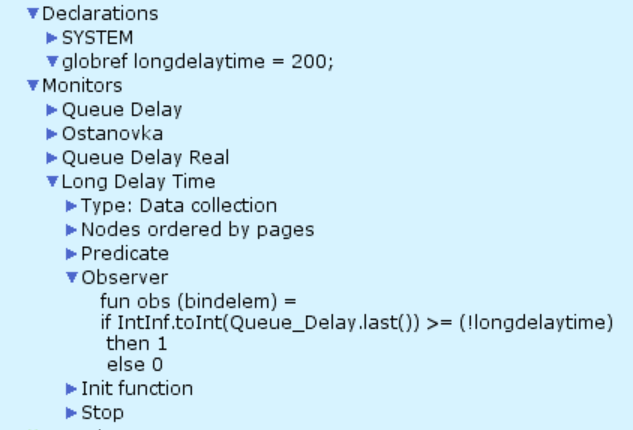 Declarations
SYSTEM
globref longdelaytime = 200;
Monitors
Queue Delay
Ostanovka
Queue Delay Real
Long Delay Time
Type: Data collection
Nodes ordered by pages
Predicate
Observer
fun obs (bindelem) =
if IntInf.toInt(Queue_Delay.last()) >= (!longdelaytime)
then 1
else 0
Init function
Stop